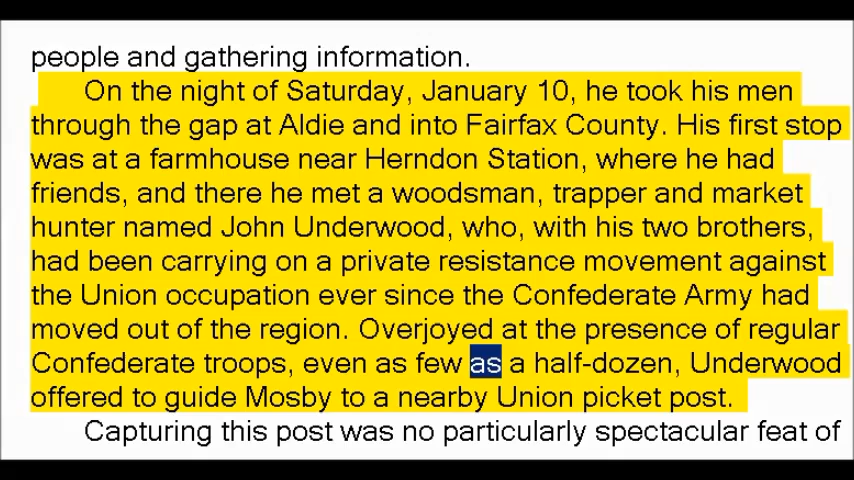 people and gathering information.
On the night of Saturday, January 10, he took his men
through the gap at Aldie and into Fairfax County. His first stop
was at a farmhouse near Herndon Station, where he had
friends, and there he met a woodsman, trapper and market
hunter named John Underwood, who, with his two brothers,
had been carrying on a private resistance movement against
the Union occupation ever since the Confederate Army had
moved out of the region. Overjoyed at the presence of regular
Confederate troops, even as few as a half-dozen, Underwood
offered to guide Mosby to a nearby Union picket post.
Capturing this post was no particularly spectacular feat of